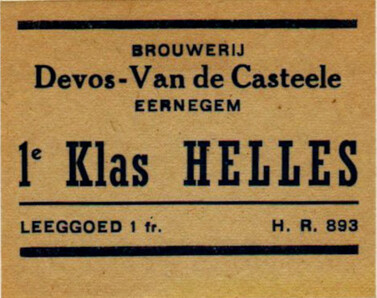 BROUWERIJ
Devos-Van de Casteele
EERNEGEM
1e Klas HELLES
LEEGGOED 1 fr. H. R. 893